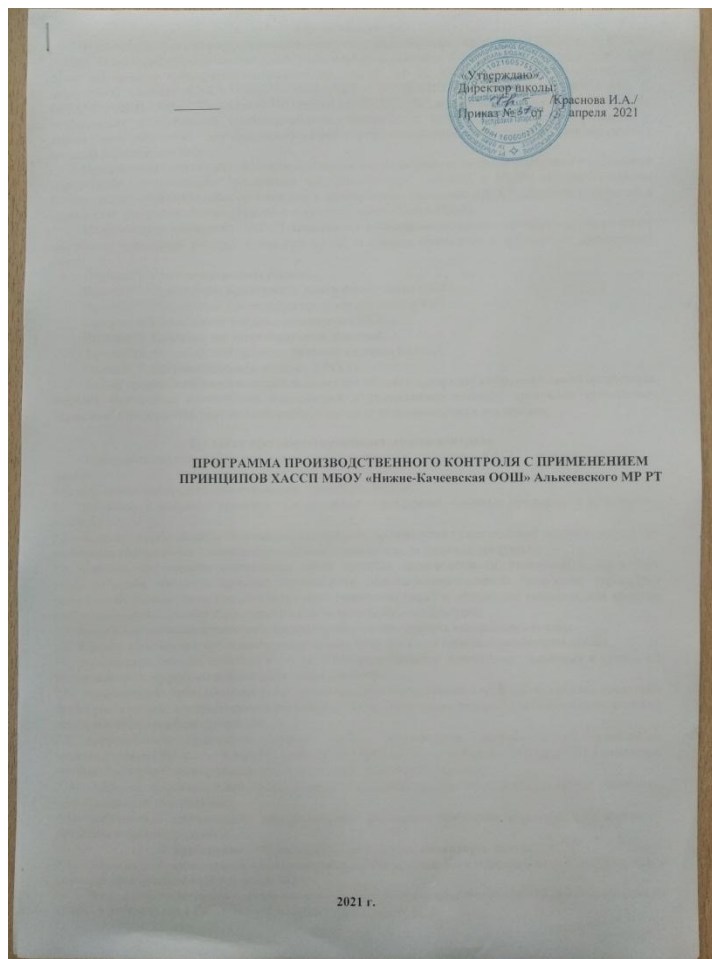 «Утверждаю»
Директор школы:
/Краснова И.А./
Приказ № 37 от апреля 2021
ПРОГРАММА ПРОИЗВОДСТВЕННОГО КОНТРОЛЯ С ПРИМЕНЕНИЕМ
ПРИНЦИПОВ ХАССП МБОУ «Нижне-Качеевская ООШ» Алькеевского МР РТ
2021 г.